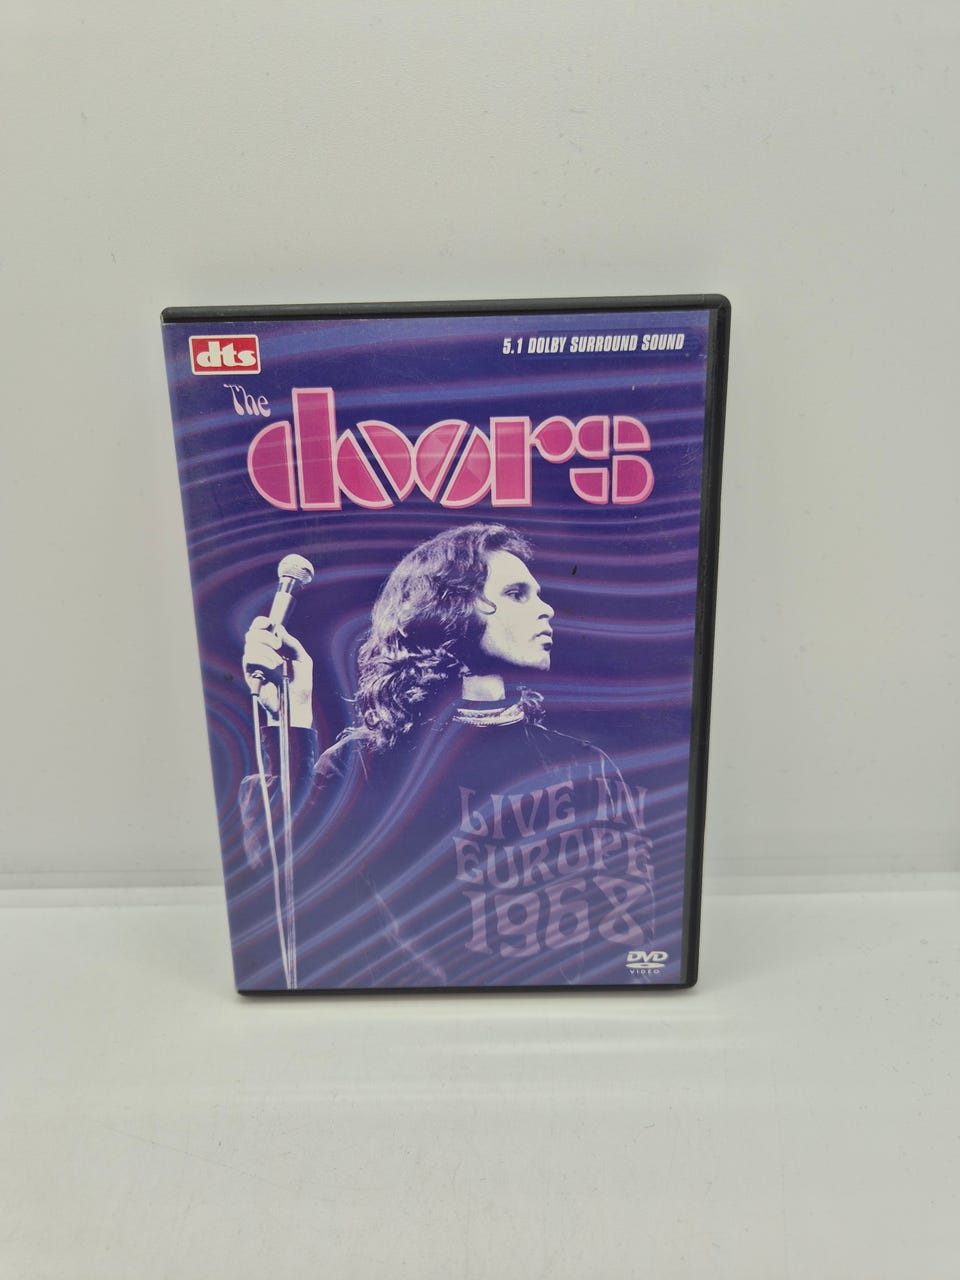 dts
5.1 DOLBY SURROUND SOUND
The
doors
LIVE IN
EUROPE
1968
DVD
VIDEO